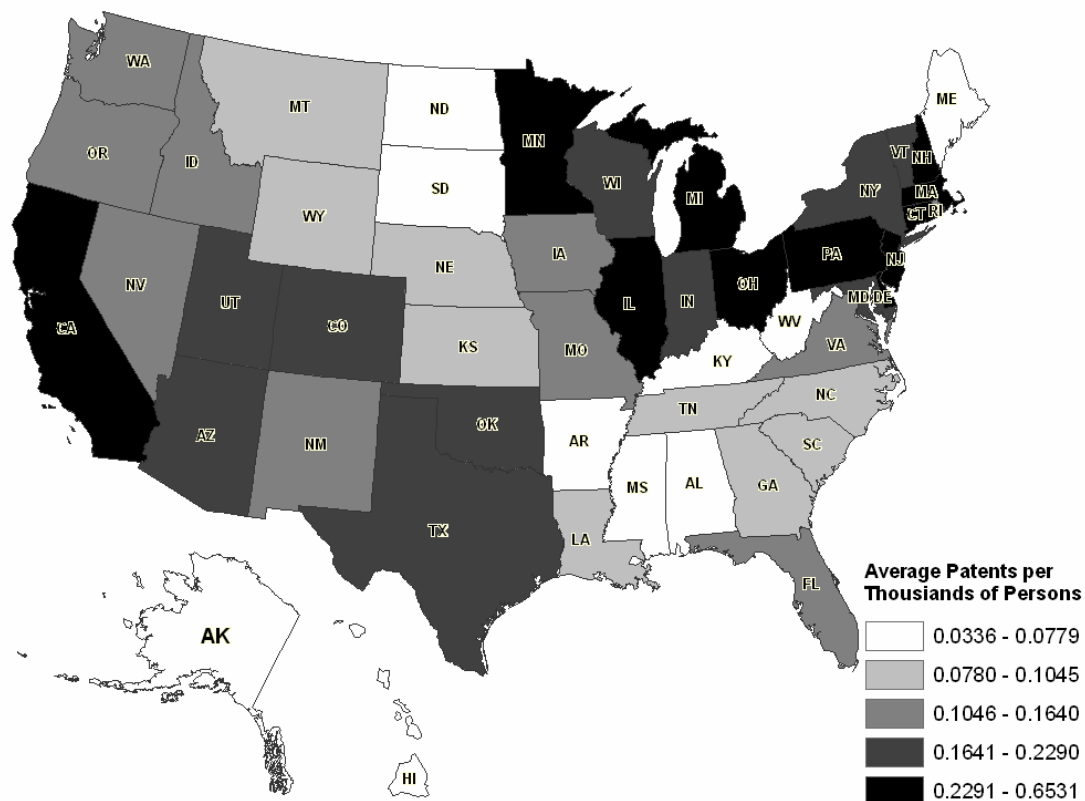 WA
MT
ND
ME
MN
VT
NH
OR
ID
SD
WI
NY
MA
MI
CT
RI
WY
IA
PA
NE
NJ
NV
OH
UT
IL
IN
MD
DE
CO
WV
CA
VA
KS
MO
KY
NC
TN
OK
AZ
NM
AR
SC
MS
AL
GA
TX
LA
FL
AK
HI
Average Patents per
Thousiands of Persons
0.0336 - 0.0779
0.0780 - 0.1045
0.1046 - 0.1640
0.1641 - 0.2290
0.2291 - 0.6531